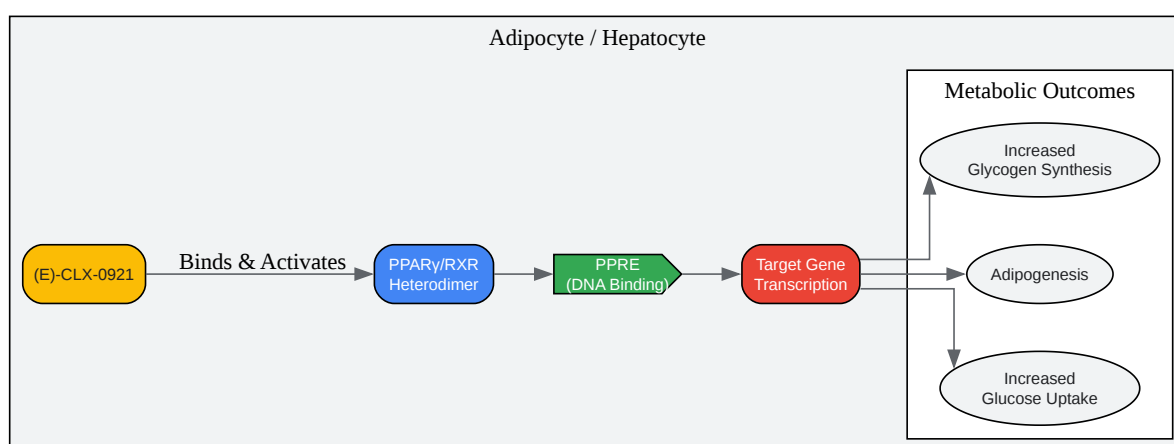 Adipocyte / Hepatocyte
Metabolic Outcomes
Increased
Glycogen Synthesis
(E)-CLX-0921
Binds & Activates
PPARγ/RXR
Heterodimer
PPRE
(DNA Binding)
Target Gene
Transcription
Adipogenesis
Increased
Glucose Uptake